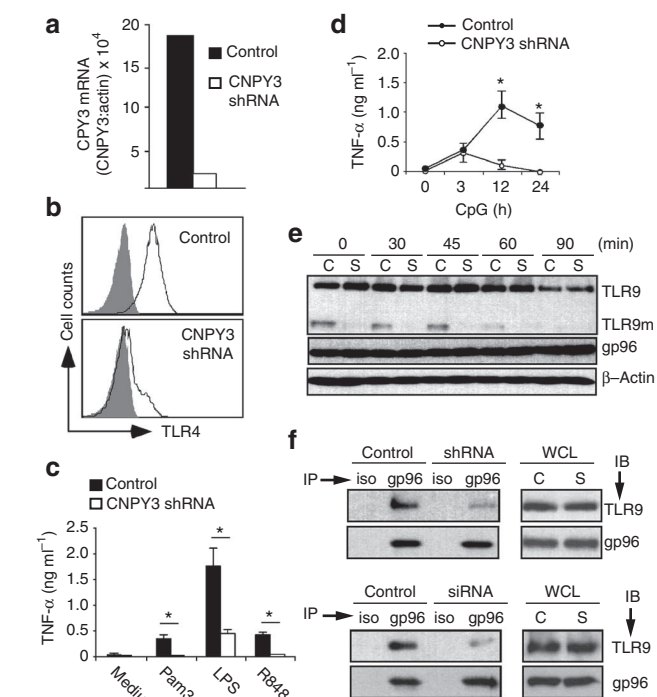 a
CPY3 mRNA
(CNPY3:actin) x 10⁴
20
15
10
5
Control
CNPY3
shRNA
b
Cell counts
Control
CNPY3
shRNA
TLR4
c
Control
CNPY3 shRNA
TNF-α (ng ml⁻¹)
2.5
2.0
1.5
1.0
0.5
0
*
*
*
Pam3
LPS
R848
d
Control
CNPY3 shRNA
TNF-α (ng ml⁻¹)
2.0
1.5
1.0
0.5
0
*
*
0 3 12 24
CpG (h)
e
0 30 45 60 90 (min)
C S C S C S C S C S
TLR9
TLR9m
gp96
β–Actin
f
Control shRNA WCL
IB
IP iso gp96 iso gp96 C S
TLR9
gp96
Control siRNA WCL
IB
IP iso gp96 iso gp96 C S
TLR9
gp96